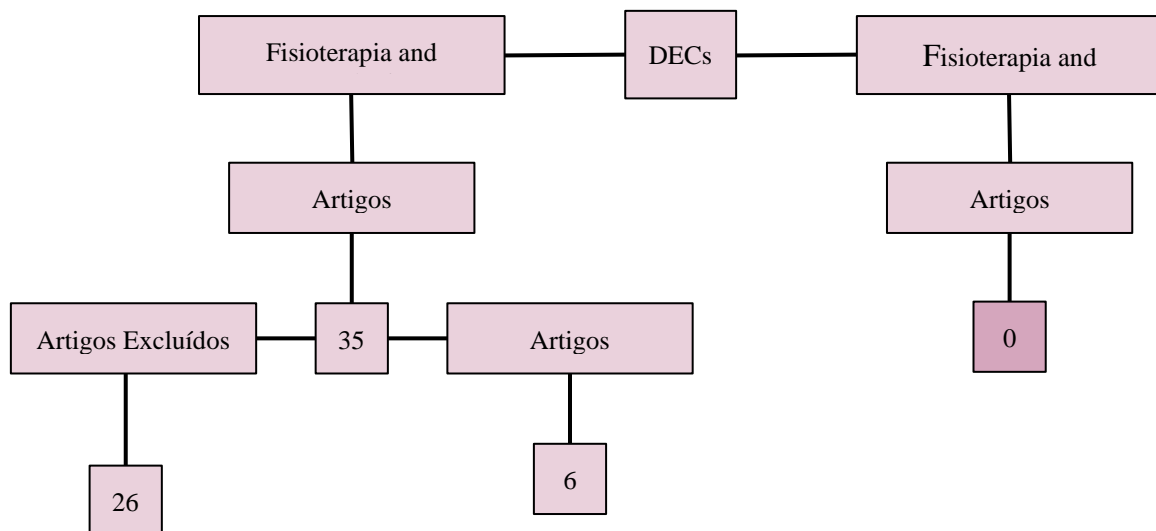 Fisioterapia and
DECs
Fisioterapia and
Artigos
Artigos
Artigos Excluídos
35
Artigos
0
26
6